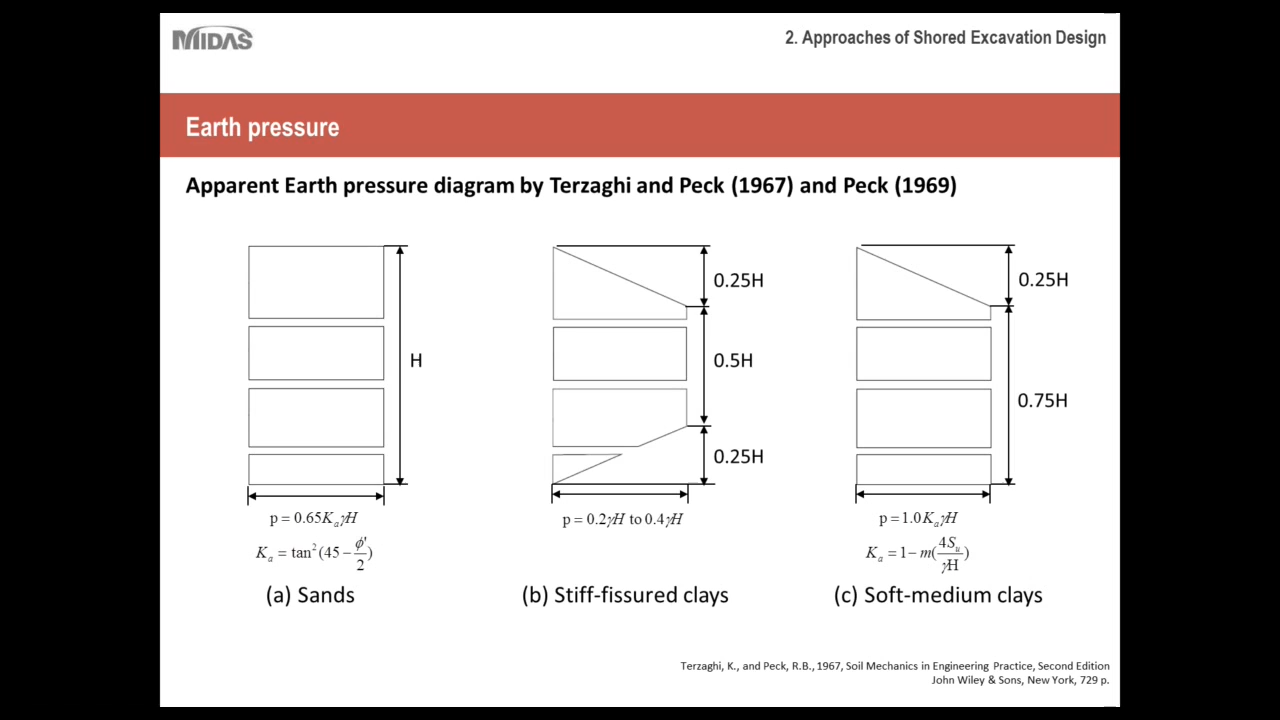 MIDAS
2. Approaches of Shored Excavation Design
Earth pressure
Apparent Earth pressure diagram by Terzaghi and Peck (1967) and Peck (1969)
H
p = 0.65KₐγH
Kₐ = tan²(45 − ϕ'/2)
(a) Sands
0.25H
0.5H
0.25H
p = 0.2γH to 0.4γH
(b) Stiff-fissured clays
0.25H
0.75H
p = 1.0KₐγH
Kₐ = 1 − m(4Sᵤ/γH)
(c) Soft-medium clays
Terzaghi, K., and Peck, R.B., 1967, Soil Mechanics in Engineering Practice, Second Edition
John Wiley & Sons, New York, 729 p.